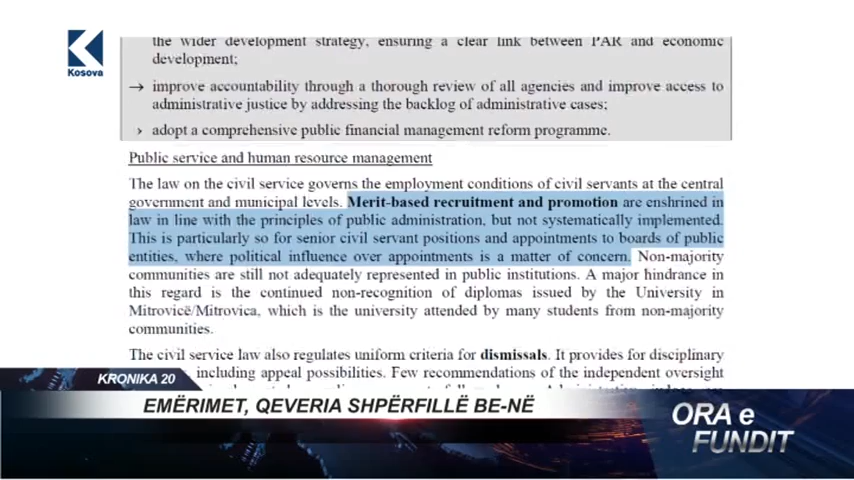 Kosova
the wider development strategy, ensuring a clear link between PAR and economic
development;
→ improve accountability through a thorough review of all agencies and improve access to
administrative justice by addressing the backlog of administrative cases;
› adopt a comprehensive public financial management reform programme.
Public service and human resource management
The law on the civil service governs the employment conditions of civil servants at the central
government and municipal levels. Merit-based recruitment and promotion are enshrined in
law in line with the principles of public administration, but not systematically implemented.
This is particularly so for senior civil servant positions and appointments to boards of public
entities, where political influence over appointments is a matter of concern. Non-majority
communities are still not adequately represented in public institutions. A major hindrance in
this regard is the continued non-recognition of diplomas issued by the University in
Mitrovicë/Mitrovica, which is the university attended by many students from non-majority
communities.
The civil service law also regulates uniform criteria for dismissals. It provides for disciplinary
including appeal possibilities. Few recommendations of the independent oversight
KRONIKA 20
EMËRIMET, QEVERIA SHPËRFILLË BE-NË
ORA e
FUNDIT